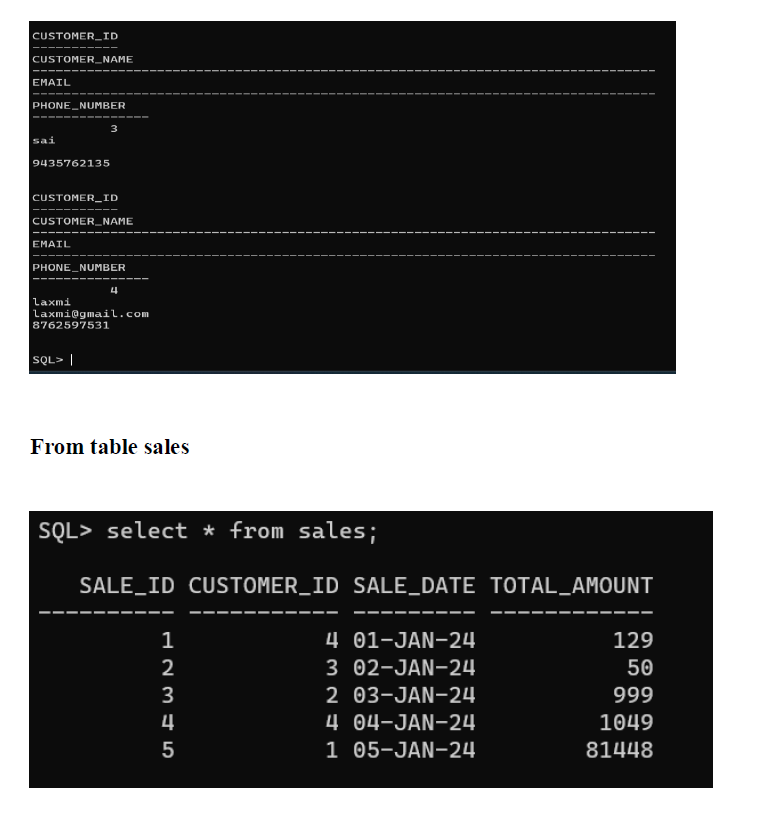 CUSTOMER_ID
-----------
CUSTOMER_NAME
--------------------------------------------------------------------------------
EMAIL
--------------------------------------------------------------------------------
PHONE_NUMBER
---------------
          3
sai

9435762135

CUSTOMER_ID
-----------
CUSTOMER_NAME
--------------------------------------------------------------------------------
EMAIL
--------------------------------------------------------------------------------
PHONE_NUMBER
---------------
          4
laxmi
laxmi@gmail.com
8762597531

SQL>

From table sales

SQL> select * from sales;

   SALE_ID CUSTOMER_ID SALE_DATE TOTAL_AMOUNT
---------- ----------- --------- ------------
         1           4 01-JAN-24          129
         2           3 02-JAN-24           50
         3           2 03-JAN-24          999
         4           4 04-JAN-24         1049
         5           1 05-JAN-24        81448